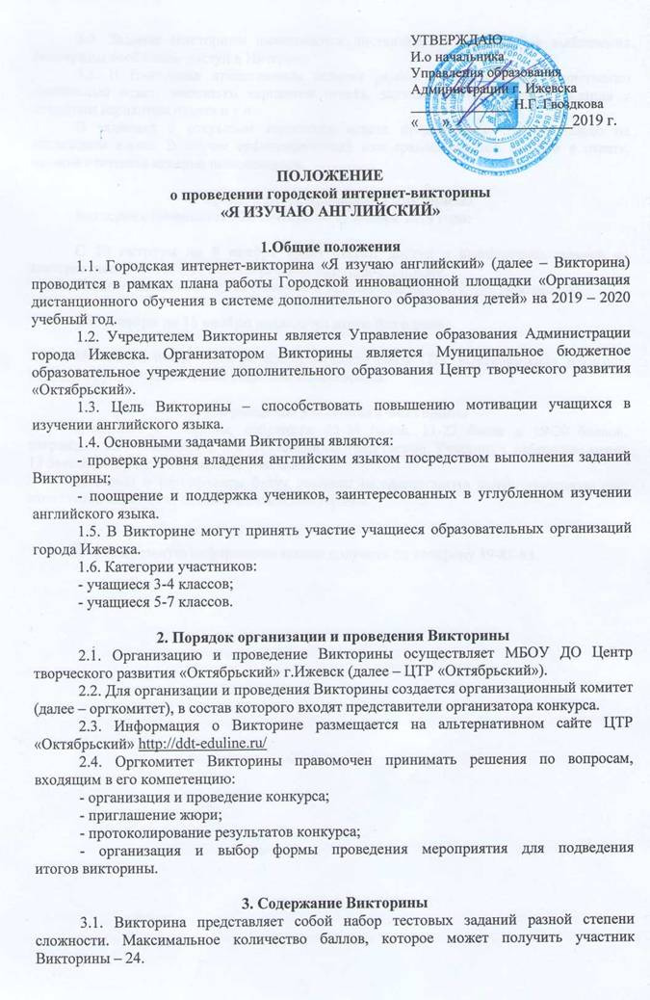 УТВЕРЖДАЮ
И.о начальника
Управления образования
Администрации г. Ижевска
Н.Г. Гвоздкова
« » 2019 г.
ПОЛОЖЕНИЕ
о проведении городской интернет-викторины
«Я ИЗУЧАЮ АНГЛИЙСКИЙ»
1.Общие положения
1.1. Городская интернет-викторина «Я изучаю английский» (далее – Викторина)
проводится в рамках плана работы Городской инновационной площадки «Организация
дистанционного обучения в системе дополнительного образования детей» на 2019 – 2020
учебный год.
1.2. Учредителем Викторины является Управление образования Администрации
города Ижевска. Организатором Викторины является Муниципальное бюджетное
образовательное учреждение дополнительного образования Центр творческого развития
«Октябрьский».
1.3. Цель Викторины – способствовать повышению мотивации учащихся в
изучении английского языка.
1.4. Основными задачами Викторины являются:
- проверка уровня владения английским языком посредством выполнения заданий
Викторины;
- поощрение и поддержка учеников, заинтересованных в углубленном изучении
английского языка.
1.5. В Викторине могут принять участие учащиеся образовательных организаций
города Ижевска.
1.6. Категории участников:
- учащиеся 3-4 классов;
- учащиеся 5-7 классов.
2. Порядок организации и проведения Викторины
2.1. Организацию и проведение Викторины осуществляет МБОУ ДО Центр
творческого развития «Октябрьский» г.Ижевск (далее – ЦТР «Октябрьский»).
2.2. Для организации и проведения Викторины создается организационный комитет
(далее – оргкомитет), в состав которого входят представители организатора конкурса.
2.3. Информация о Викторине размещается на альтернативном сайте ЦТР
«Октябрьский» http://ddt-eduline.ru/
2.4. Оргкомитет Викторины правомочен принимать решения по вопросам,
входящим в его компетенцию:
- организация и проведение конкурса;
- приглашение жюри;
- протоколирование результатов конкурса;
- организация и выбор формы проведения мероприятия для подведения
итогов викторины.
3. Содержание Викторины
3.1. Викторина представляет собой набор тестовых заданий разной степени
сложности. Максимальное количество баллов, которое может получить участник
Викторины – 24.